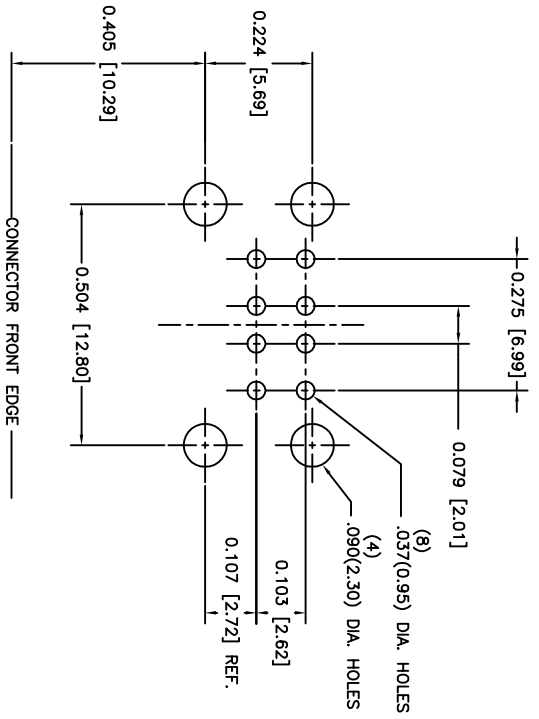 0.405 [10.29]
0.224 [5.69]
0.504 [12.80]
CONNECTOR FRONT EDGE
0.275 [6.99]
0.079 [2.01]
(8)
.037(0.95) DIA. HOLES
(4)
.090(2.30) DIA. HOLES
0.103 [2.62]
0.107 [2.72] REF.